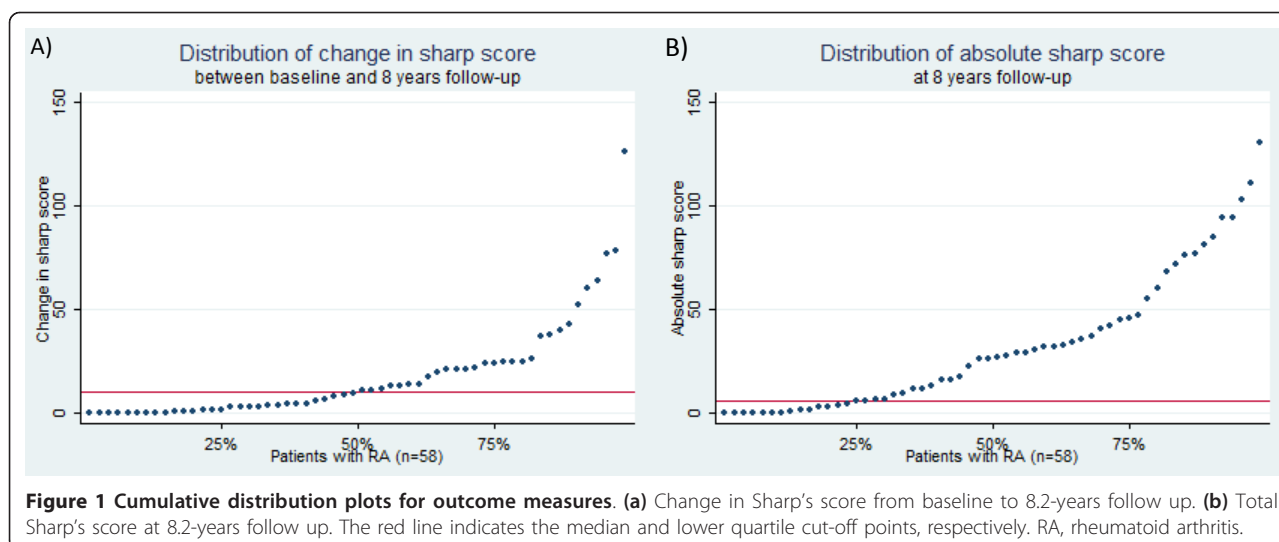 A)
Distribution of change in sharp score
between baseline and 8 years follow-up
Change in sharp score
150
100
50
0
25%
50%
75%
Patients with RA (n=58)
B)
Distribution of absolute sharp score
at 8 years follow-up
Absolute sharp score
150
100
50
0
25%
50%
75%
Patients with RA (n=58)
Figure 1 Cumulative distribution plots for outcome measures. (a) Change in Sharp's score from baseline to 8.2-years follow up. (b) Total
Sharp's score at 8.2-years follow up. The red line indicates the median and lower quartile cut-off points, respectively. RA, rheumatoid arthritis.